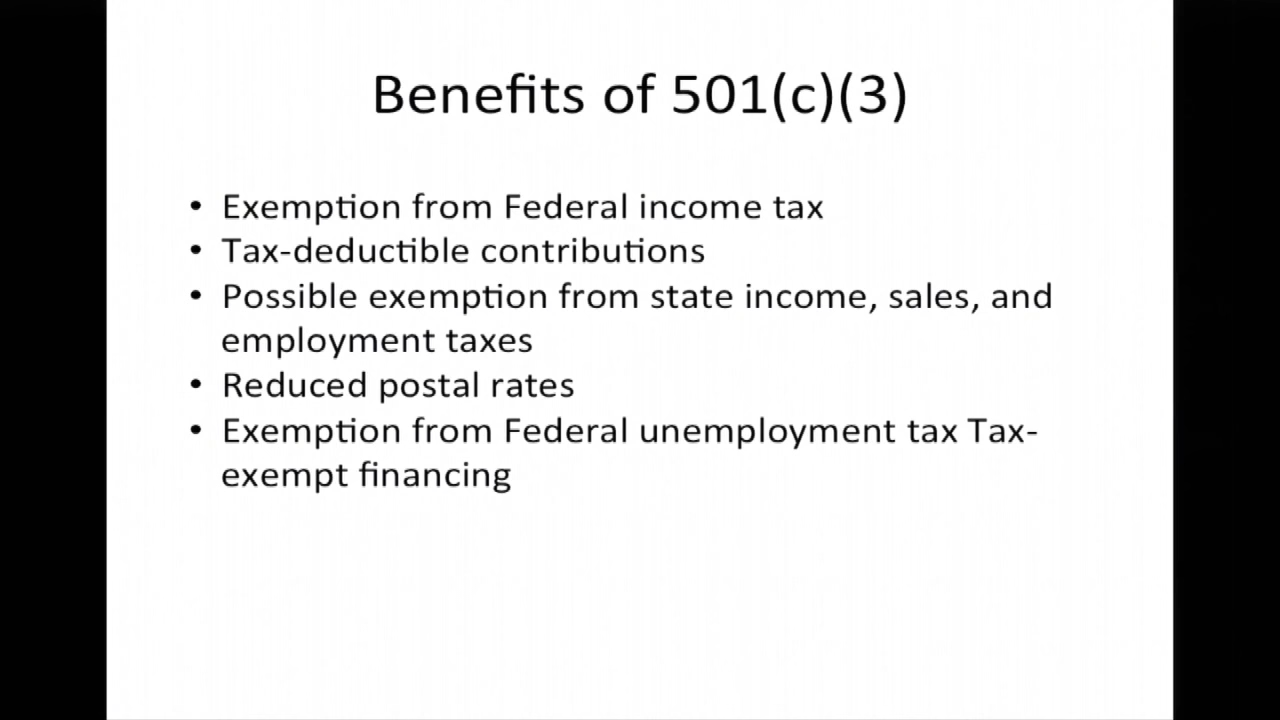 Benefits of 501(c)(3)
• Exemption from Federal income tax
• Tax-deductible contributions
• Possible exemption from state income, sales, and
employment taxes
• Reduced postal rates
• Exemption from Federal unemployment tax Tax-
exempt financing